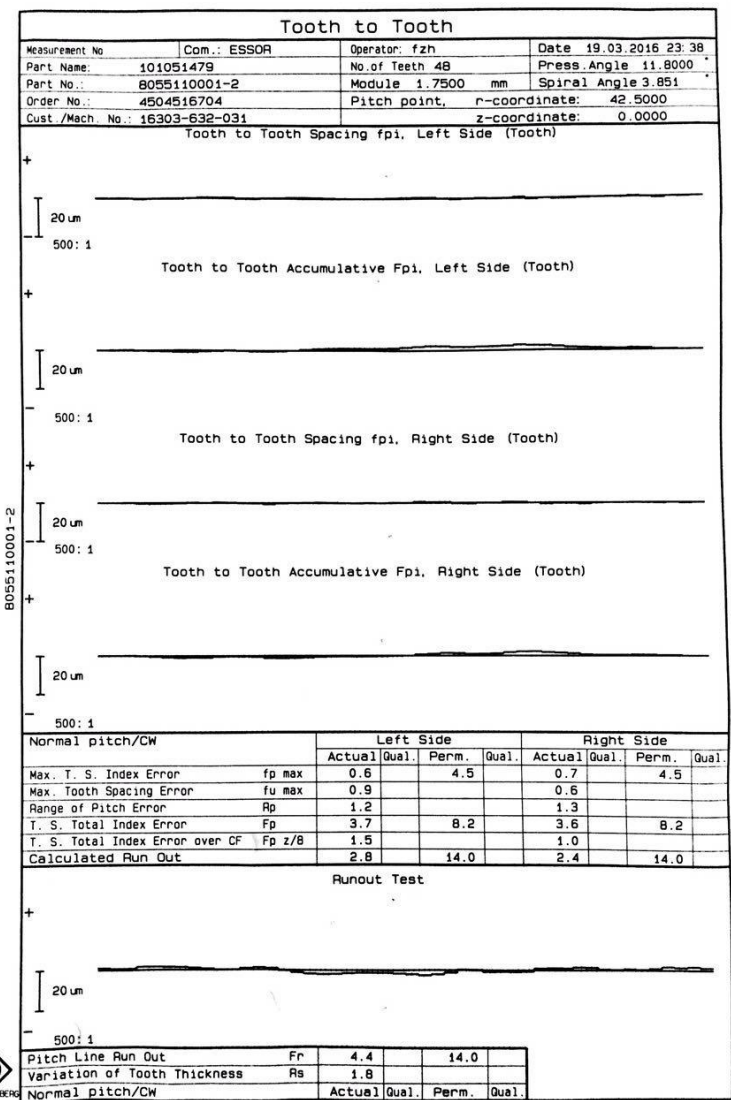 Tooth to Tooth
Measurement No Com.: ESSOR Operator: fzh Date 19.03.2016 23:38
Part Name: 101051479 No.of Teeth 48 Press.Angle 11.8000 °
Part No.: 8055110001-2 Module 1.7500 mm Spiral Angle 3.851 °
Order No.: 4504516704 Pitch point, r-coordinate: 42.5000
Cust./Mach. No.: 16303-632-031 z-coordinate: 0.0000
Tooth to Tooth Spacing fpi, Left Side (Tooth)
+
20 um
−
500: 1
Tooth to Tooth Accumulative Fpi, Left Side (Tooth)
+
20 um
−
500: 1
Tooth to Tooth Spacing fpi, Right Side (Tooth)
+
20 um
−
500: 1
Tooth to Tooth Accumulative Fpi, Right Side (Tooth)
+
20 um
−
500: 1
8055110001-2
Normal pitch/CW Left Side Right Side
Actual Qual. Perm. Qual. Actual Qual. Perm. Qual.
Max. T. S. Index Error fp max 0.6 4.5 0.7 4.5
Max. Tooth Spacing Error fu max 0.9 0.6
Range of Pitch Error Rp 1.2 1.3
T. S. Total Index Error Fp 3.7 8.2 3.6 8.2
T. S. Total Index Error over CF Fp z/8 1.5 1.0
Calculated Run Out 2.8 14.0 2.4 14.0
Runout Test
+
20 um
−
500: 1
Pitch Line Run Out Fr 4.4 14.0
Variation of Tooth Thickness Rs 1.8
Normal pitch/CW Actual Qual. Perm. Qual.